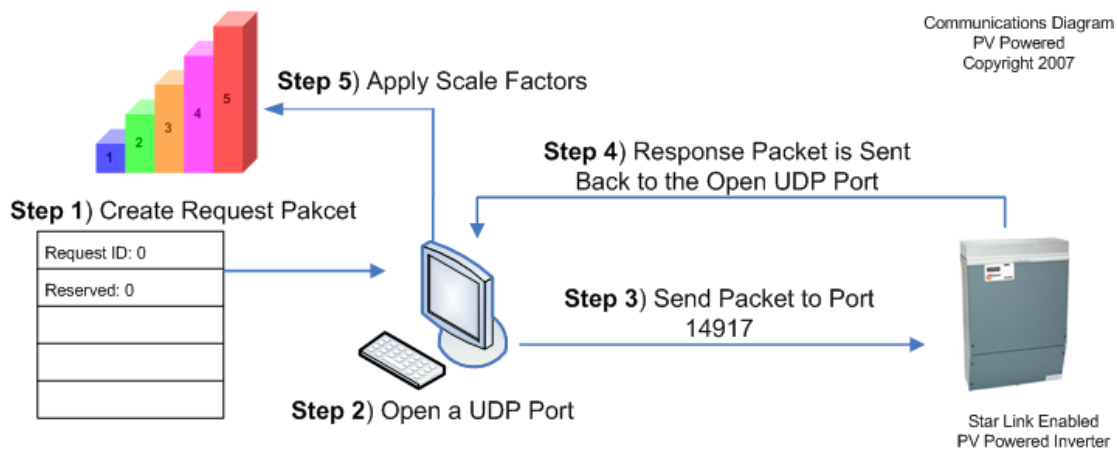 Communications Diagram
PV Powered
Copyright 2007
Step 5) Apply Scale Factors
5
4
3
2
1
Step 4) Response Packet is Sent
Back to the Open UDP Port
Step 1) Create Request Pakcet
Request ID: 0
Reserved: 0
Step 3) Send Packet to Port
14917
Step 2) Open a UDP Port
Star Link Enabled
PV Powered Inverter